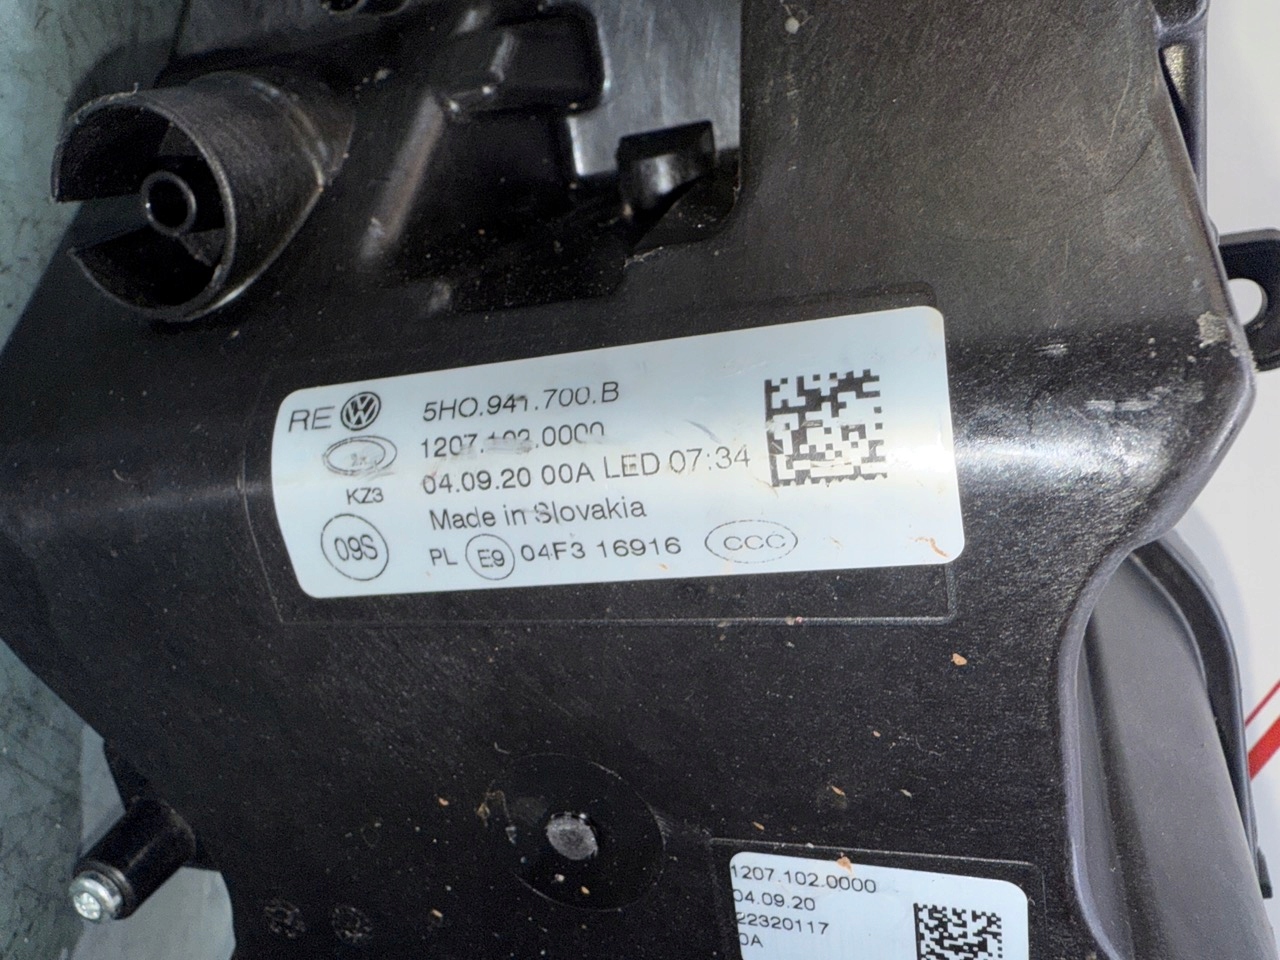 RE VW 5H0.941.700.B
1207.102.0000
KZ3 04.09.20 00A LED 07:34
Made in Slovakia
09S PL E9 04F3 16916 CCC
1207.102.0000
04.09.20
22320117
0A